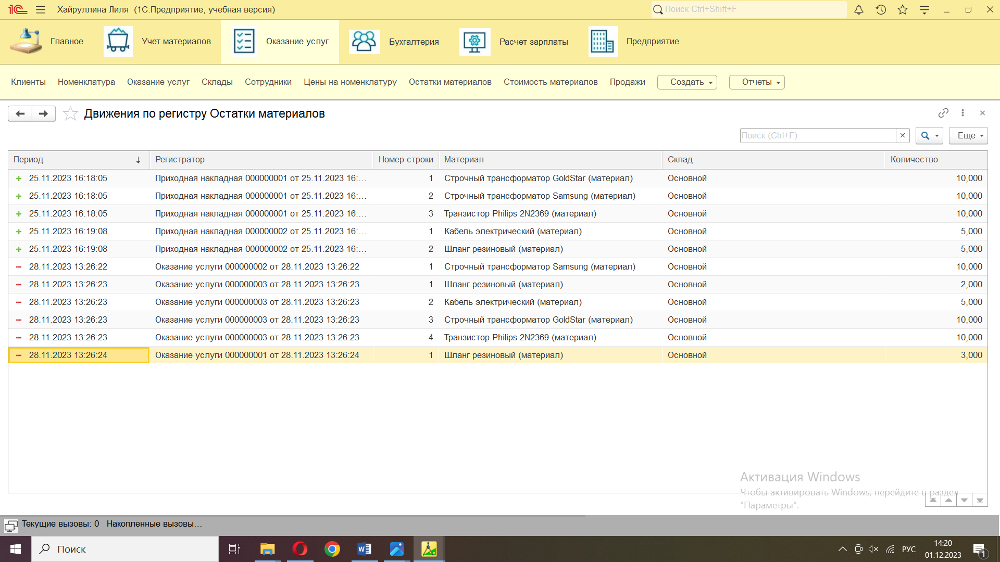 1С Хайруллина Лиля (1С:Предприятие, учебная версия) Поиск Ctrl+Shift+F
Главное Учет материалов Оказание услуг Бухгалтерия Расчет зарплаты Предприятие
Клиенты Номенклатура Оказание услуг Склады Сотрудники Цены на номенклатуру Остатки материалов Стоимость материалов Продажи Создать Отчеты
Движения по регистру Остатки материалов
Поиск (Ctrl+F) × Еще
Период ↓ Регистратор Номер строки Материал Склад Количество
+ 25.11.2023 16:18:05 Приходная накладная 000000001 от 25.11.2023 16:… 1 Строчный трансформатор GoldStar (материал) Основной 10,000
+ 25.11.2023 16:18:05 Приходная накладная 000000001 от 25.11.2023 16:… 2 Строчный трансформатор Samsung (материал) Основной 10,000
+ 25.11.2023 16:18:05 Приходная накладная 000000001 от 25.11.2023 16:… 3 Транзистор Philips 2N2369 (материал) Основной 10,000
+ 25.11.2023 16:19:08 Приходная накладная 000000002 от 25.11.2023 16:… 1 Кабель электрический (материал) Основной 5,000
+ 25.11.2023 16:19:08 Приходная накладная 000000002 от 25.11.2023 16:… 2 Шланг резиновый (материал) Основной 5,000
− 28.11.2023 13:26:22 Оказание услуги 000000002 от 28.11.2023 13:26:22 1 Строчный трансформатор Samsung (материал) Основной 10,000
− 28.11.2023 13:26:23 Оказание услуги 000000003 от 28.11.2023 13:26:23 1 Шланг резиновый (материал) Основной 2,000
− 28.11.2023 13:26:23 Оказание услуги 000000003 от 28.11.2023 13:26:23 2 Кабель электрический (материал) Основной 5,000
− 28.11.2023 13:26:23 Оказание услуги 000000003 от 28.11.2023 13:26:23 3 Строчный трансформатор GoldStar (материал) Основной 10,000
− 28.11.2023 13:26:23 Оказание услуги 000000003 от 28.11.2023 13:26:23 4 Транзистор Philips 2N2369 (материал) Основной 10,000
− 28.11.2023 13:26:24 Оказание услуги 000000001 от 28.11.2023 13:26:24 1 Шланг резиновый (материал) Основной 3,000
Активация Windows
Чтобы активировать Windows, перейдите в раздел
"Параметры".
Текущие вызовы: 0 Накопленные вызовы…
Поиск РУС 14:20
01.12.2023 1